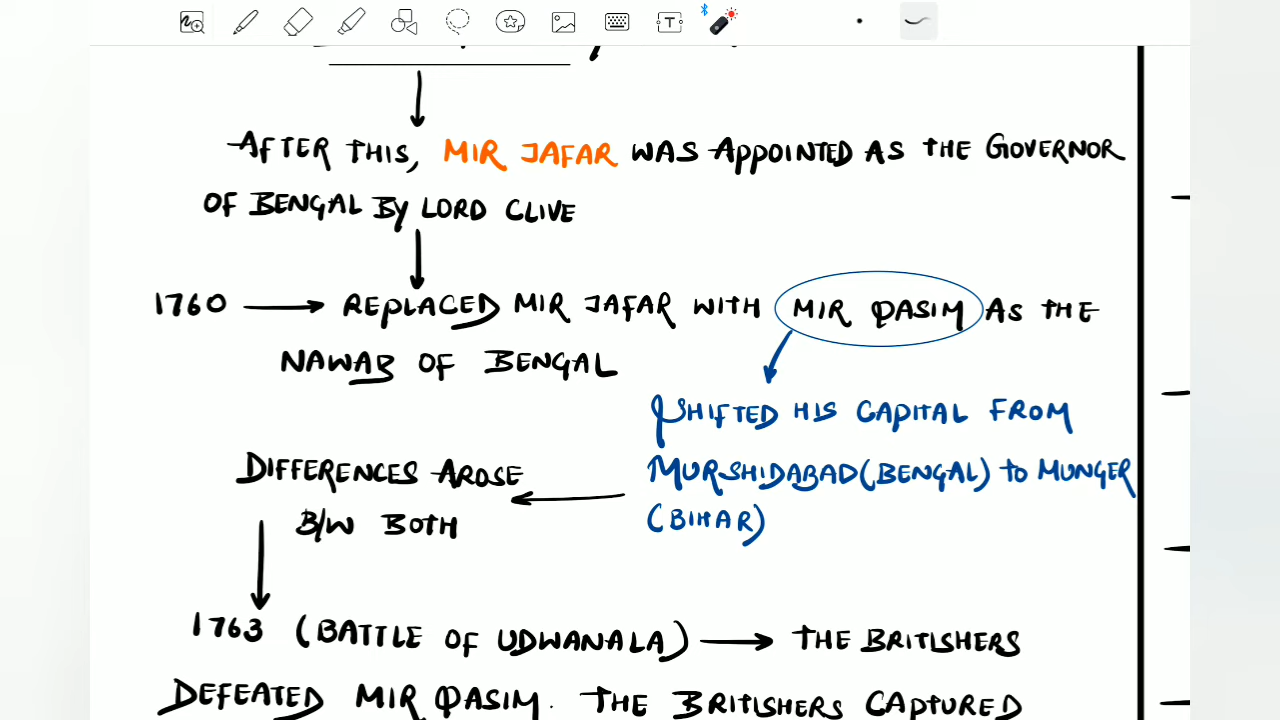 AFTER THIS, MIR JAFAR WAS APPOINTED AS THE GOVERNOR
OF BENGAL BY LORD CLIVE
1760 → REPLACED MIR JAFAR WITH MIR QASIM AS THE
NAWAB OF BENGAL
SHIFTED HIS CAPITAL FROM
MURSHIDABAD (BENGAL) TO MUNGER
(BIHAR)
DIFFERENCES AROSE
B/W BOTH
1763 (BATTLE OF UDWANALA) → THE BRITISHERS
DEFEATED MIR QASIM. THE BRITISHERS CAPTURED